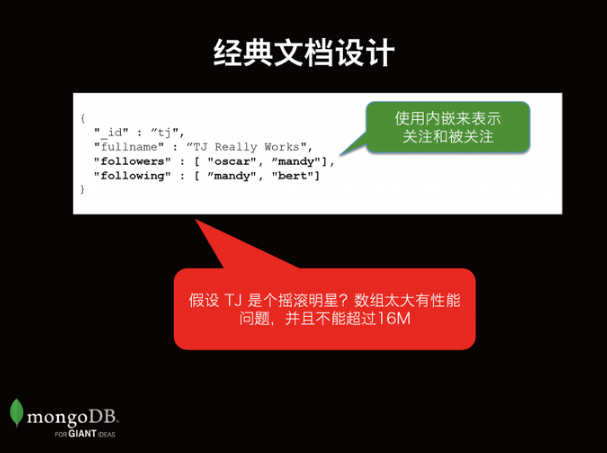 经典文档设计
{
"_id" : “tj",
"fullname" : “TJ Really Works",
"followers" : [ "oscar", “mandy"],
"following" : [ “mandy", "bert"]
}
使用内嵌来表示
关注和被关注
假设 TJ 是个摇滚明星？数组太大有性能
问题，并且不能超过16M
mongoDB.
FOR GIANT IDEAS